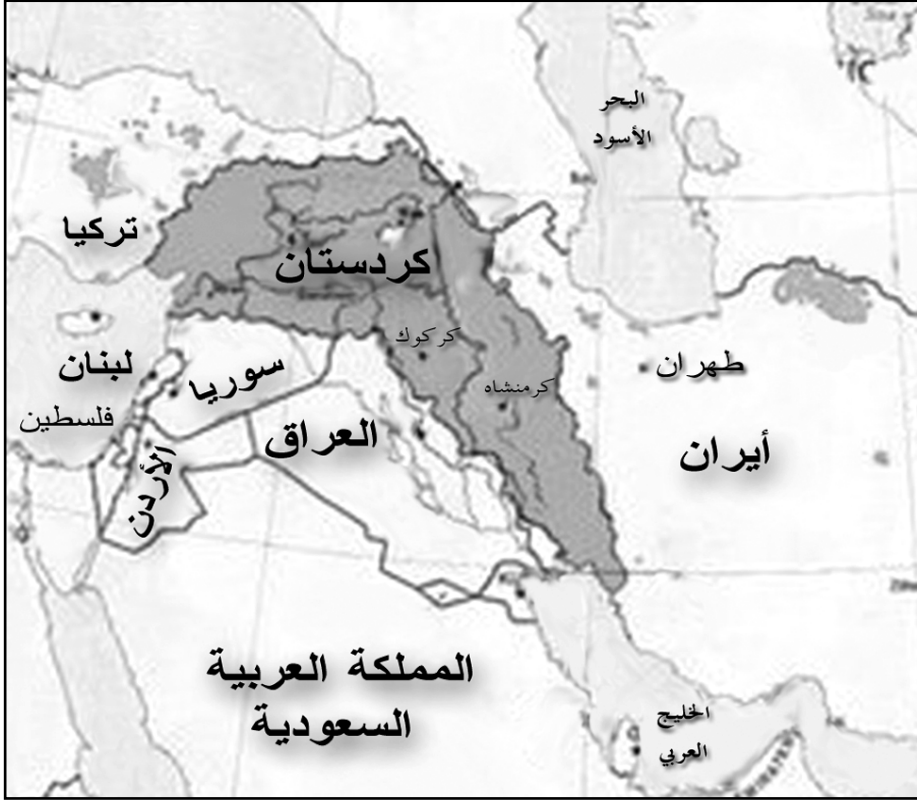 البحر
الأسود
تركيا
كردستان
كركوك
لبنان
سوريا
طهران
كرمنشاه
فلسطين
العراق
أيران
الأردن
المملكة العربية
السعودية
الخليج
العربي